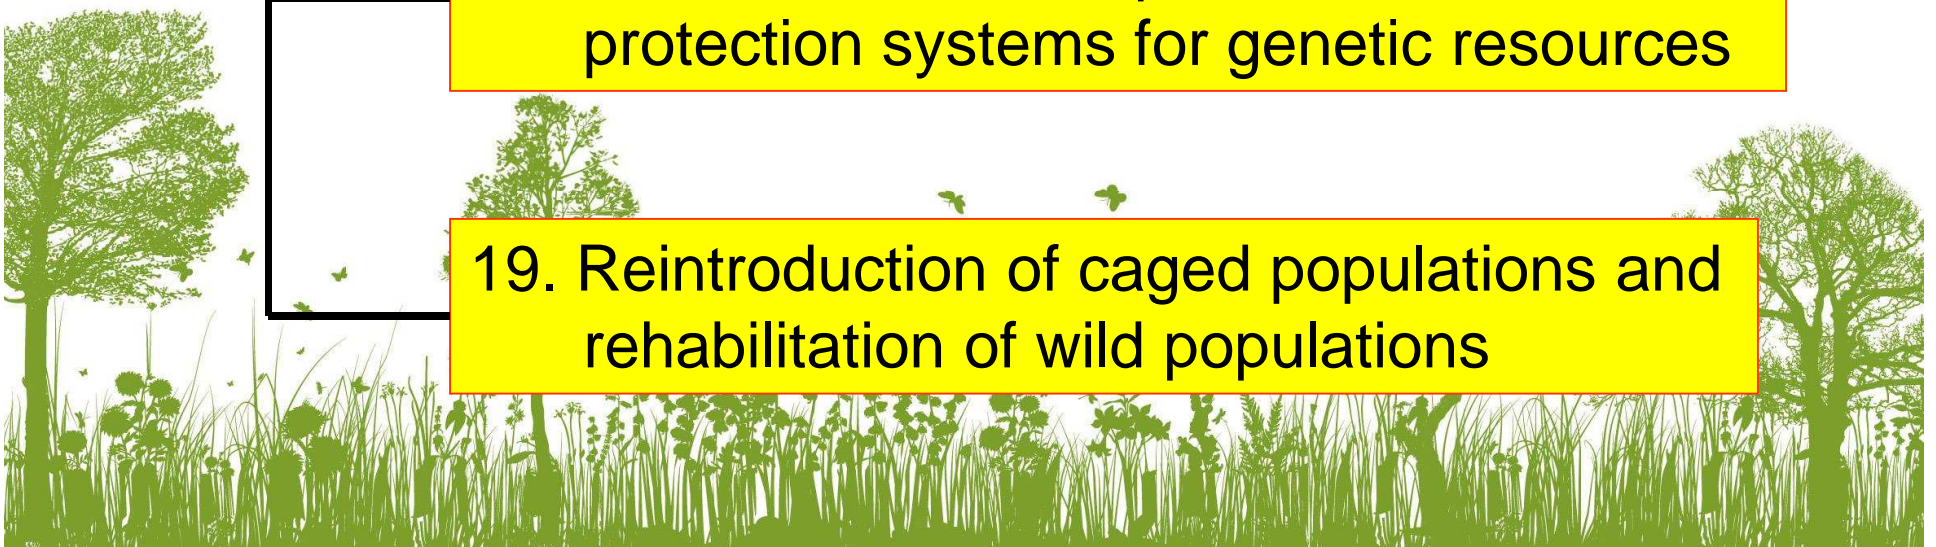 protection systems for genetic resources
19. Reintroduction of caged populations and
rehabilitation of wild populations